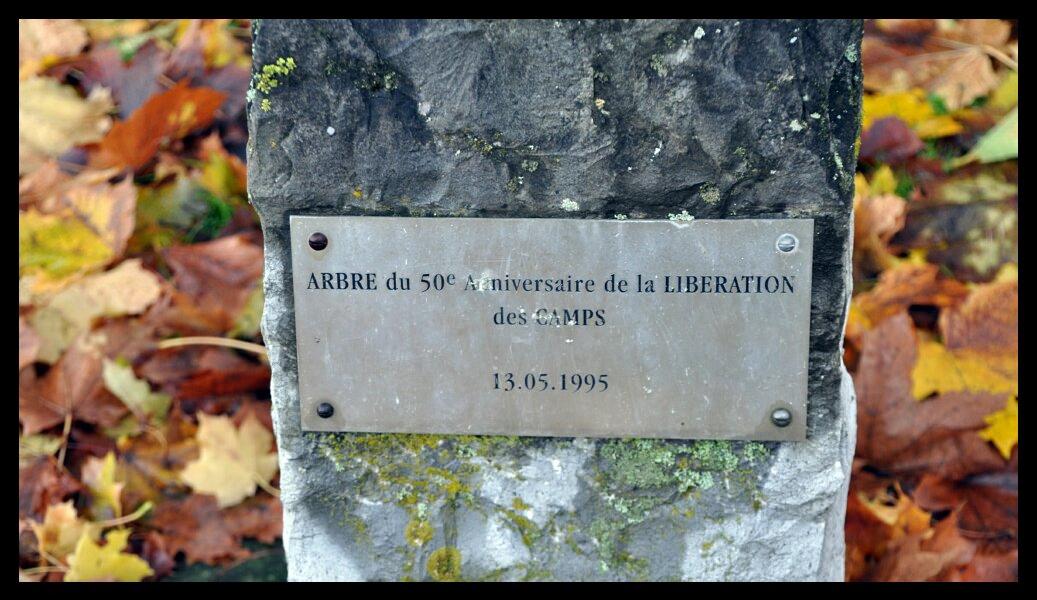 ARBRE du 50e Anniversaire de la LIBERATION
des CAMPS
13.05.1995